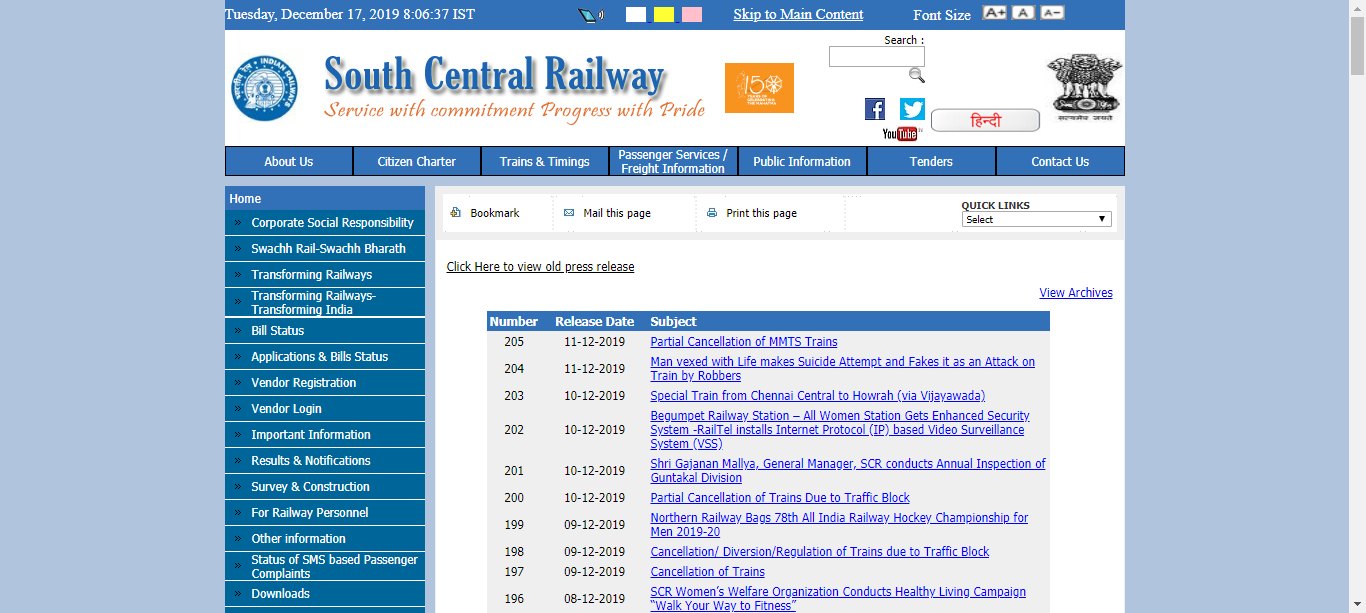 Tuesday, December 17, 2019 8:06:37 IST
Skip to Main Content
Font Size A+ A A-
INDIAN RAILWAYS
South Central Railway
Service with commitment Progress with Pride
150
YEARS OF
CELEBRATING
THE MAHATMA
Search :
YouTube
हिन्दी
सत्यमेव जयते
About Us
Citizen Charter
Trains & Timings
Passenger Services /
Freight Information
Public Information
Tenders
Contact Us
Home
Corporate Social Responsibility
Swachh Rail-Swachh Bharath
Transforming Railways
Transforming Railways-
Transforming India
Bill Status
Applications & Bills Status
Vendor Registration
Vendor Login
Important Information
Results & Notifications
Survey & Construction
For Railway Personnel
Other information
Status of SMS based Passenger
Complaints
Downloads
Bookmark
Mail this page
Print this page
QUICK LINKS
Select
Click Here to view old press release
View Archives
Number Release Date Subject
205 11-12-2019 Partial Cancellation of MMTS Trains
204 11-12-2019 Man vexed with Life makes Suicide Attempt and Fakes it as an Attack on
Train by Robbers
203 10-12-2019 Special Train from Chennai Central to Howrah (via Vijayawada)
202 10-12-2019 Begumpet Railway Station – All Women Station Gets Enhanced Security
System -RailTel installs Internet Protocol (IP) based Video Surveillance
System (VSS)
201 10-12-2019 Shri Gajanan Mallya, General Manager, SCR conducts Annual Inspection of
Guntakal Division
200 10-12-2019 Partial Cancellation of Trains Due to Traffic Block
199 09-12-2019 Northern Railway Bags 78th All India Railway Hockey Championship for
Men 2019-20
198 09-12-2019 Cancellation/ Diversion/Regulation of Trains due to Traffic Block
197 09-12-2019 Cancellation of Trains
196 08-12-2019 SCR Women's Welfare Organization Conducts Healthy Living Campaign
"Walk Your Way to Fitness"